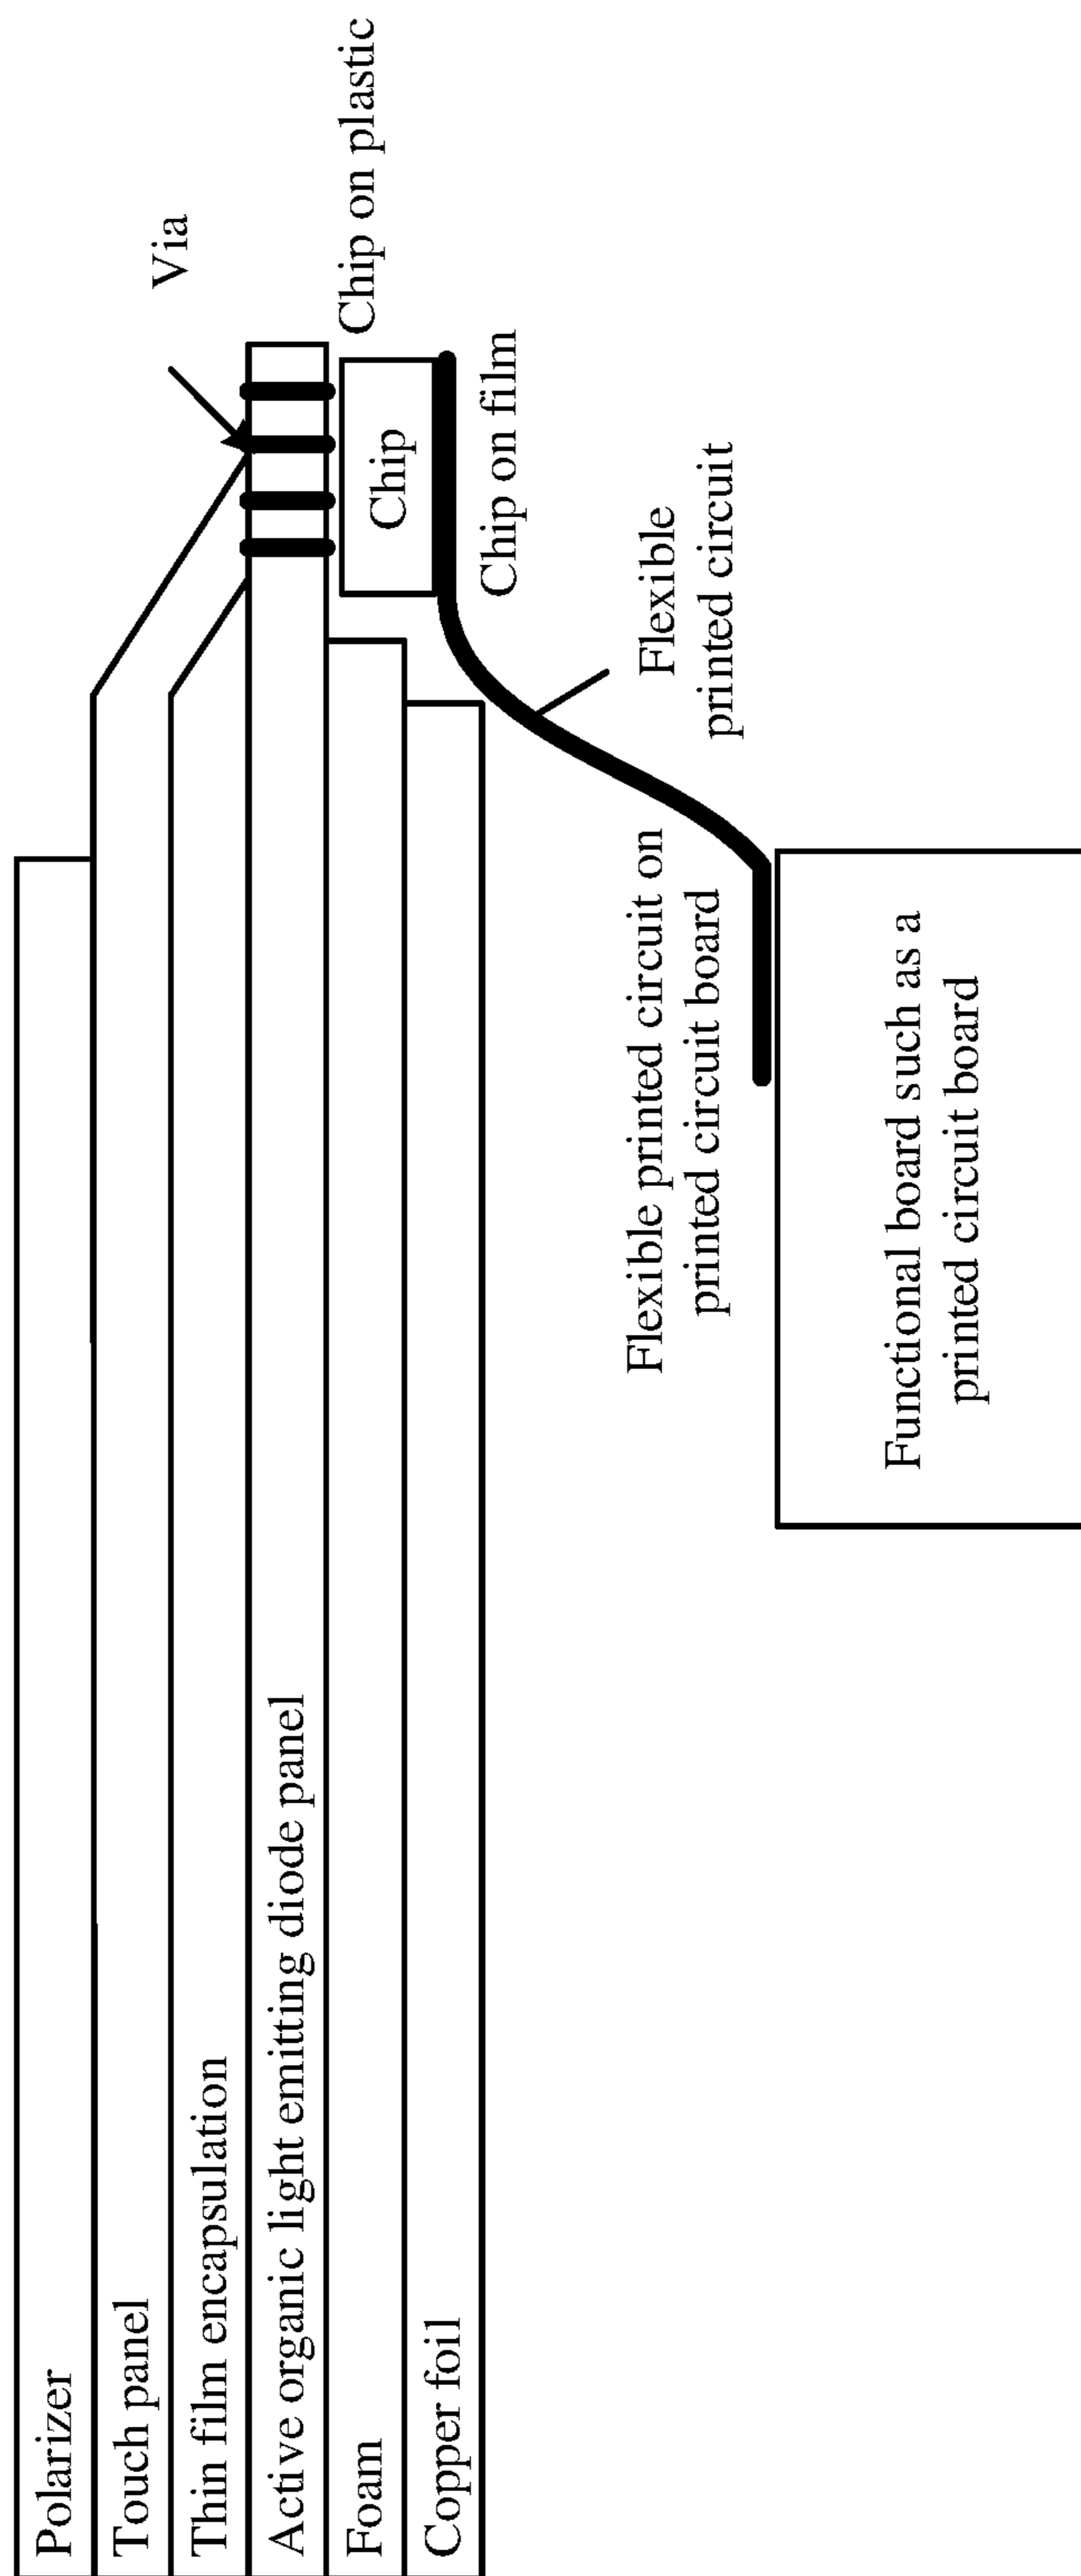 Polarizer
Touch panel
Thin film encapsulation
Active organic light emitting diode panel
Foam
Copper foil
Via
Chip on plastic
Chip
Chip on film
Flexible
printed circuit
Flexible printed circuit on
printed circuit board
Functional board such as a
printed circuit board